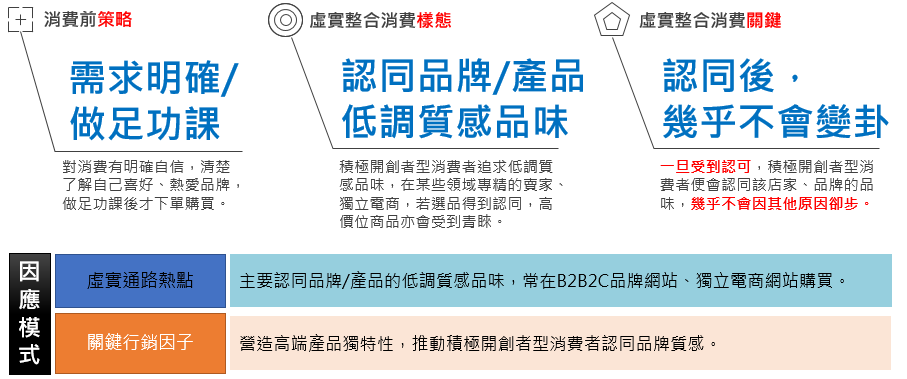 消費前策略
需求明確/
做足功課
對消費有明確自信，清楚
了解自己喜好、熱愛品牌，
做足功課後才下單購買。
虛實整合消費樣態
認同品牌/產品
低調質感品味
積極開創者型消費者追求低調質
感品味，在某些領域專精的賣家、
獨立電商，若選品得到認同，高
價位商品亦會受到青睞。
虛實整合消費關鍵
認同後，
幾乎不會變卦
一旦受到認可，積極開創者型消
費者便會認同該店家、品牌的品
味，幾乎不會因其他原因卻步。
因應模式
虛實通路熱點
主要認同品牌/產品的低調質感品味，常在B2B2C品牌網站、獨立電商網站購買。
關鍵行銷因子
營造高端產品獨特性，推動積極開創者型消費者認同品牌質感。